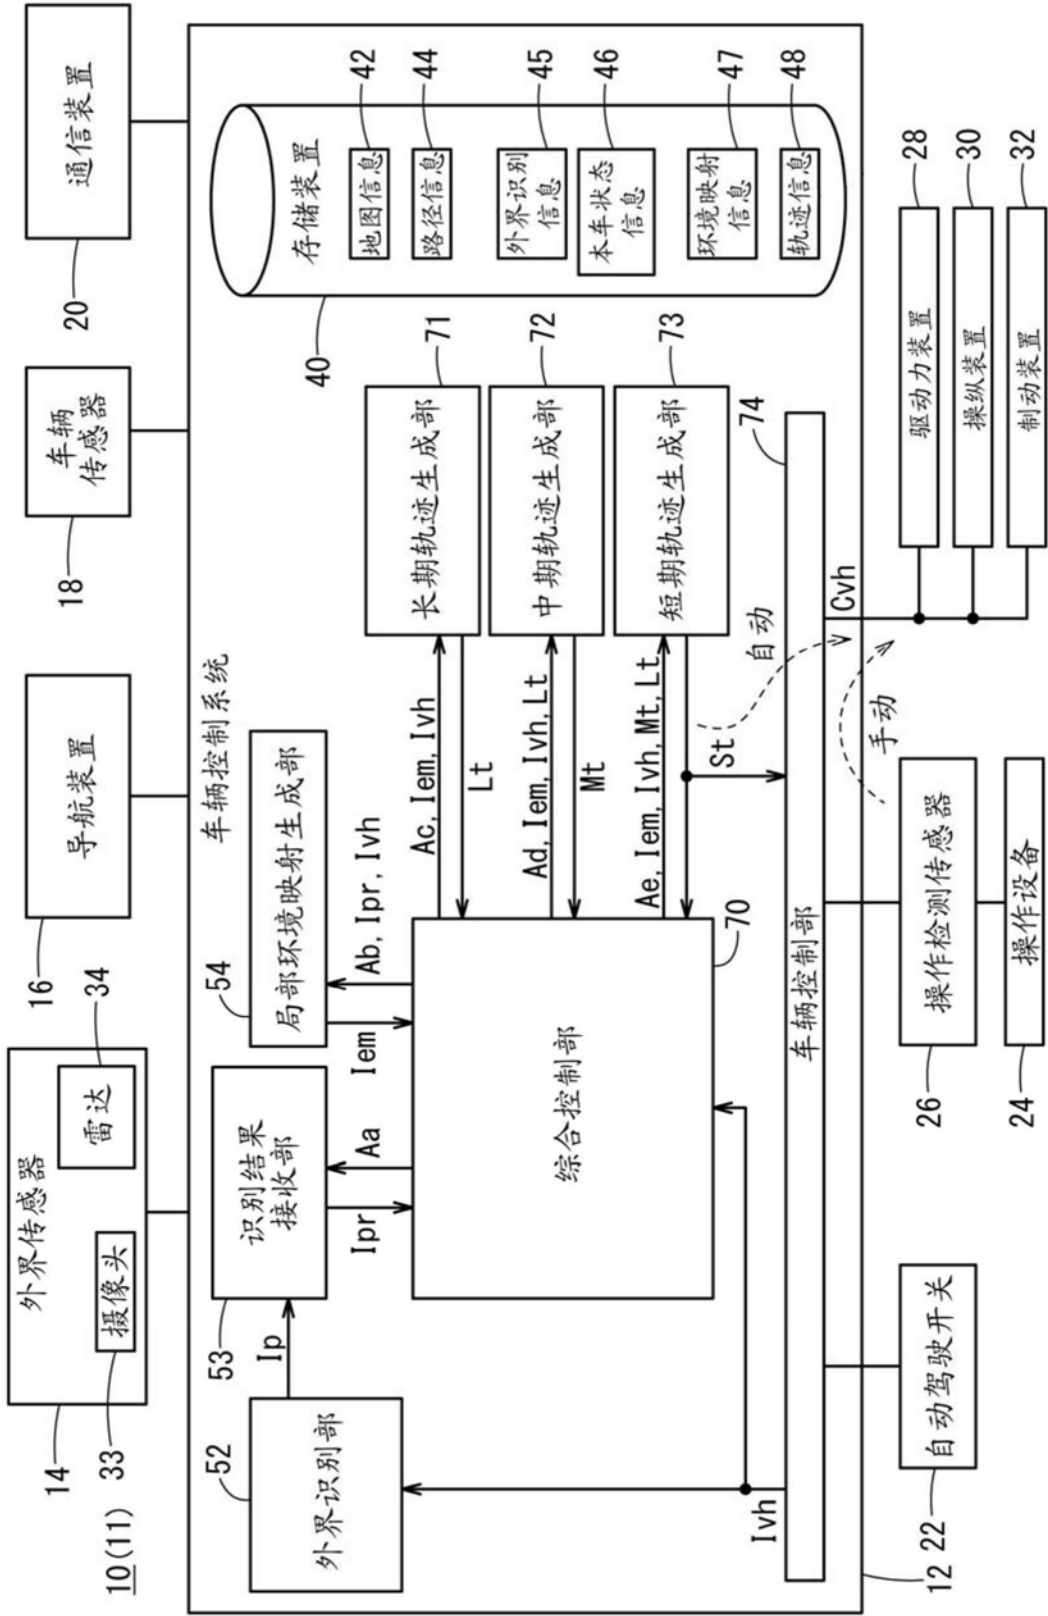 10(11)
14
外界传感器
33
摄像头
34
雷达
16
导航装置
18
车辆
传感器
20
通信装置
车辆控制系统
52
外界识别部
Ip
53
识别结果
接收部
Ipr
Aa
54
局部环境映射生成部
Iem
Ab,Ipr,Ivh
综合控制部
70
Ac,Iem,Ivh
Lt
71
长期轨迹生成部
Ad,Iem,Ivh,Lt
Mt
72
中期轨迹生成部
Ae,Iem,Ivh,Mt,Lt
St
73
短期轨迹生成部
40
存储装置
地图信息
42
路径信息
44
外界识别
信息
45
本车状态
信息
46
环境映射
信息
47
轨迹信息
48
Ivh
车辆控制部
74
自动
手动
Cvh
12
22
自动驾驶开关
26
操作检测传感器
24
操作设备
驱动力装置
28
操纵装置
30
制动装置
32